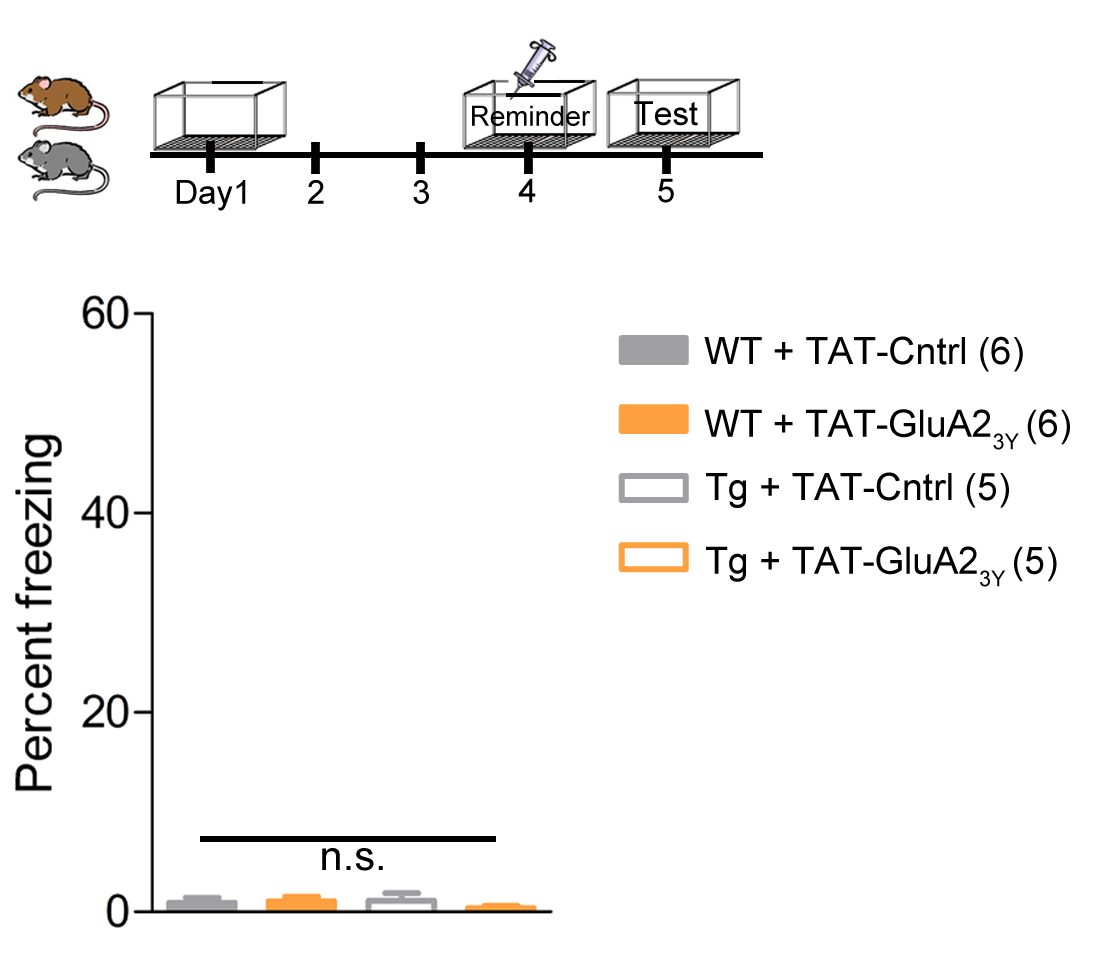 Reminder
Test
Day1
2
3
4
5
60
40
20
0
Percent freezing
n.s.
WT + TAT-Cntrl (6)
WT + TAT-GluA23Y (6)
Tg + TAT-Cntrl (5)
Tg + TAT-GluA23Y (5)